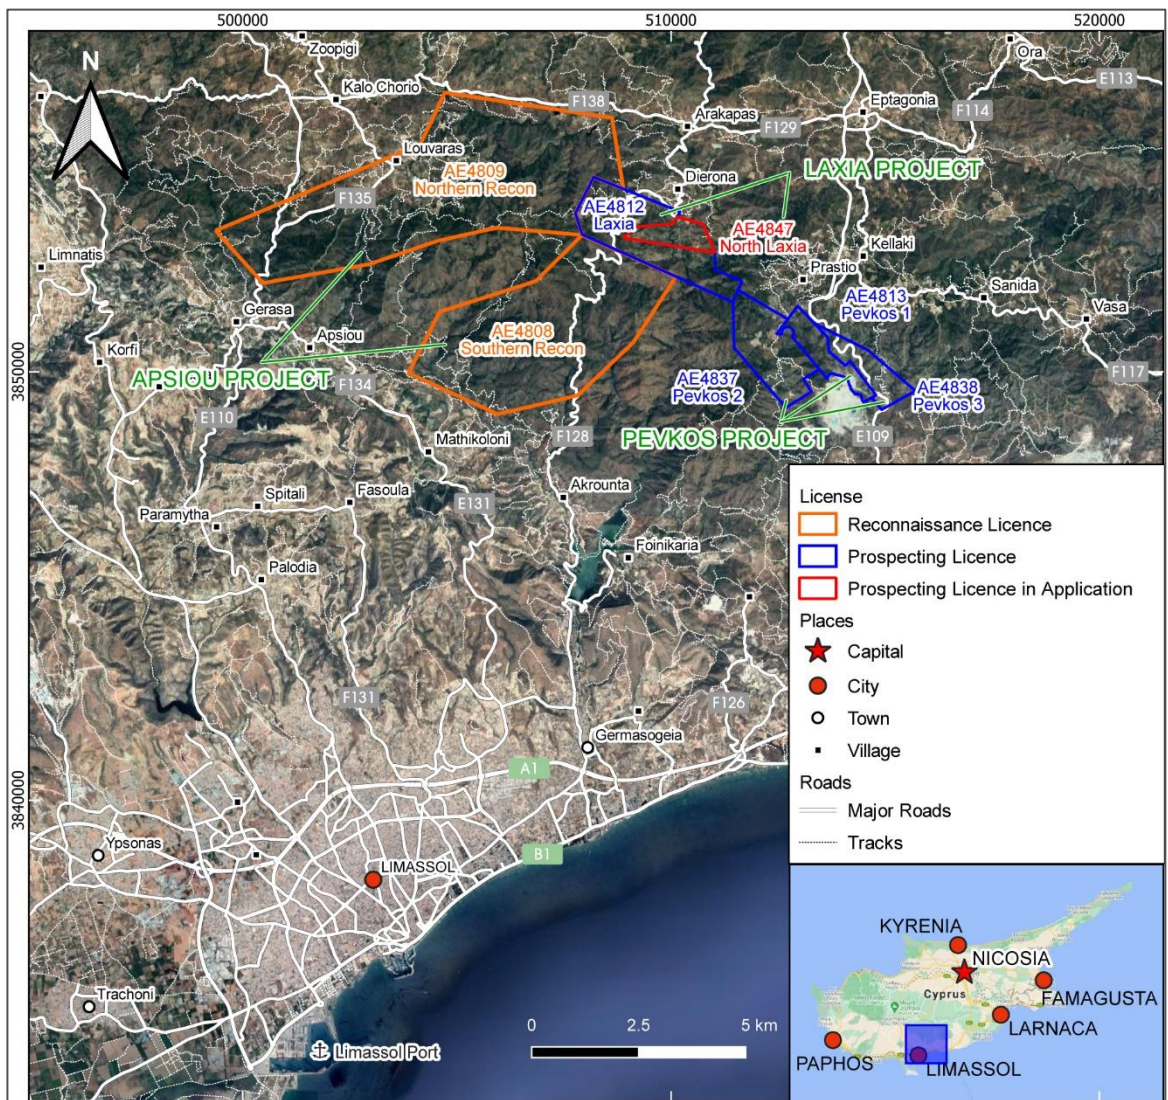 500000
510000
520000
N
Zoopigi
Ora
E113
Kalo Chorio
F138
Eptagonia
F114
Arakapas
F129
Louvaras
AE4809
Northern Recon
Dierona
LAXIA PROJECT
F135
AE4812
Laxia
AE4847
North Laxia
Limnatis
Kellaki
Prastio
Sanida
AE4813
Pevkos 1
Vasa
Gerasa
Apsiou
AE4808
Southern Recon
Korfi
3850000
APSIOU PROJECT
F134
AE4837
Pevkos 2
AE4838
Pevkos 3
F117
E110
F128
PEVKOS PROJECT
E109
Mathikoloni
Akrounta
Spitali
Fasoula
E131
Paramytha
Foinikaria
Palodia
F131
F126
Germasogeia
A1
3840000
B1
Ypsonas
LIMASSOL
Trachoni
Limassol Port
0
2.5
5 km
License
Reconnaissance Licence
Prospecting Licence
Prospecting Licence in Application
Places
Capital
City
Town
Village
Roads
Major Roads
Tracks
KYRENIA
NICOSIA
Cyprus
FAMAGUSTA
LARNACA
PAPHOS
LIMASSOL